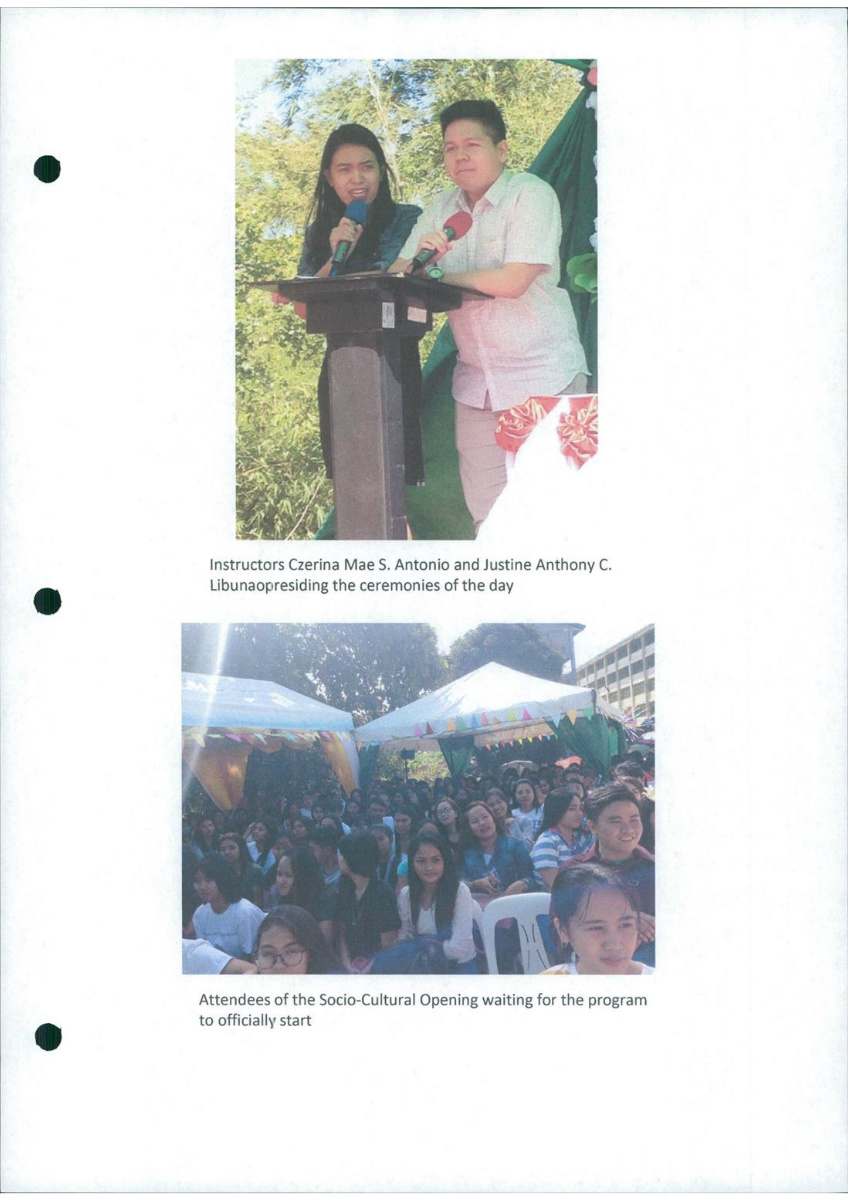 Instructors Czerina Mae S. Antonio and Justine Anthony C.
Libunaopresiding the ceremonies of the day
Attendees of the Socio-Cultural Opening waiting for the program
to officially start